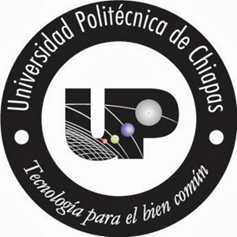 Universidad Politécnica de Chiapas
UP
Tecnología para el bien común